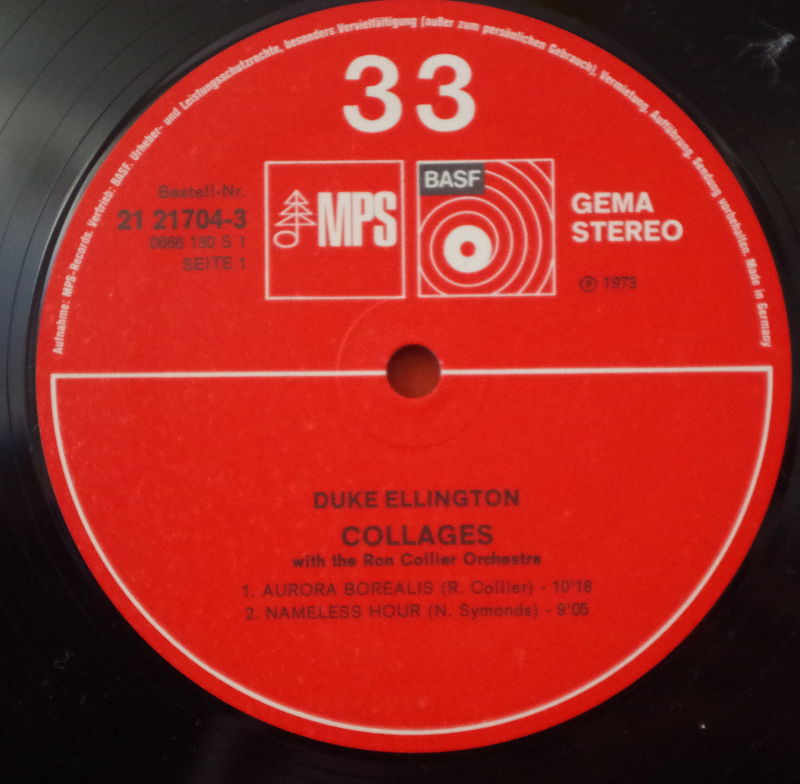 Aufnahme: MPS-Records. Vertrieb: BASF. Urheber- und Leistungsschutzrechte, besonders Vervielfältigung (außer zum persönlichen Gebrauch), Vermietung, Aufführung, Sendung vorbehalten. Made in Germany
33
Bestell-Nr.
21 21704-3
0666 130 S 1
SEITE 1
MPS
BASF
GEMA
STEREO
℗ 1973
DUKE ELLINGTON
COLLAGES
with the Ron Collier Orchestra
1. AURORA BOREALIS (R. Collier) - 10'18
2. NAMELESS HOUR (N. Symonds) - 9'05